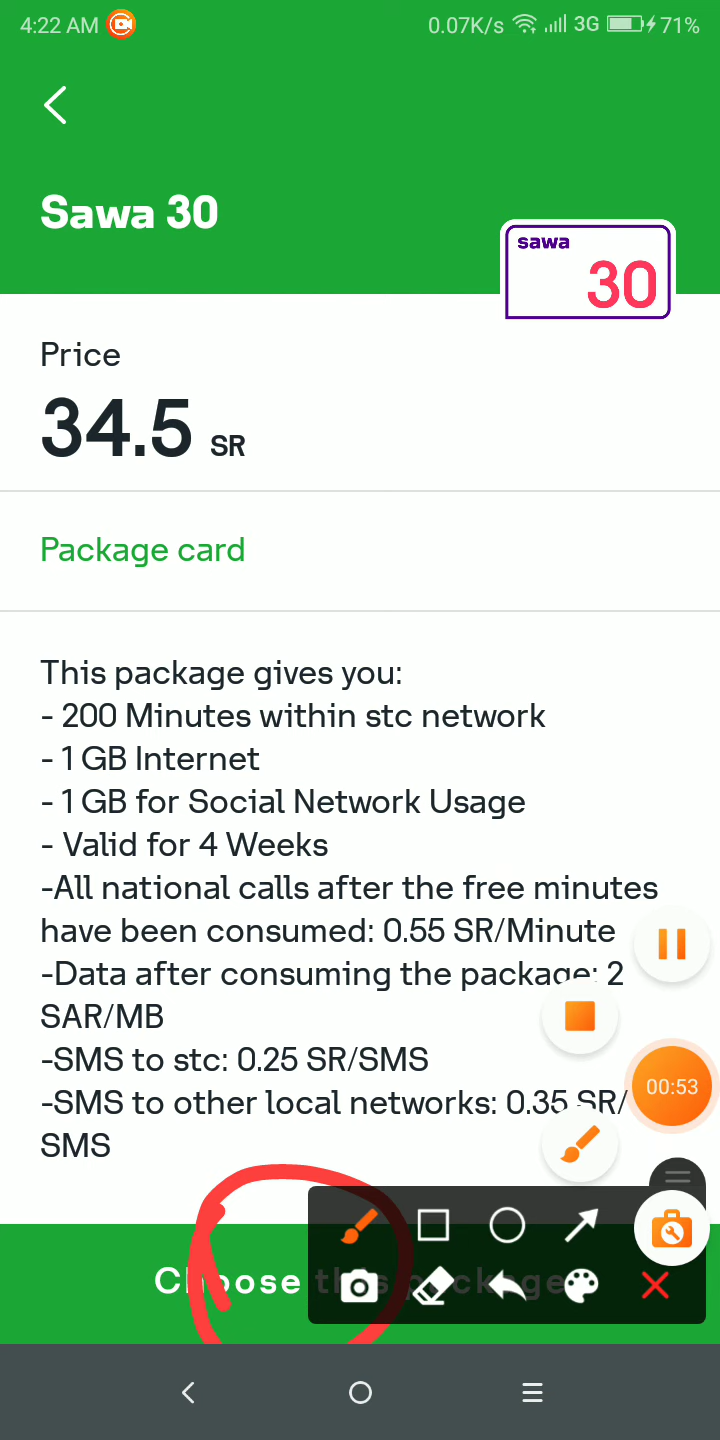 4:22 AM 0.07K/s 3G 71%
Sawa 30
sawa
30
Price
34.5 SR
Package card
This package gives you:
- 200 Minutes within stc network
- 1 GB Internet
- 1 GB for Social Network Usage
- Valid for 4 Weeks
-All national calls after the free minutes
have been consumed: 0.55 SR/Minute
-Data after consuming the package: 2
SAR/MB
-SMS to stc: 0.25 SR/SMS
00:53
-SMS to other local networks: 0.35 SR/
SMS
Choose this package